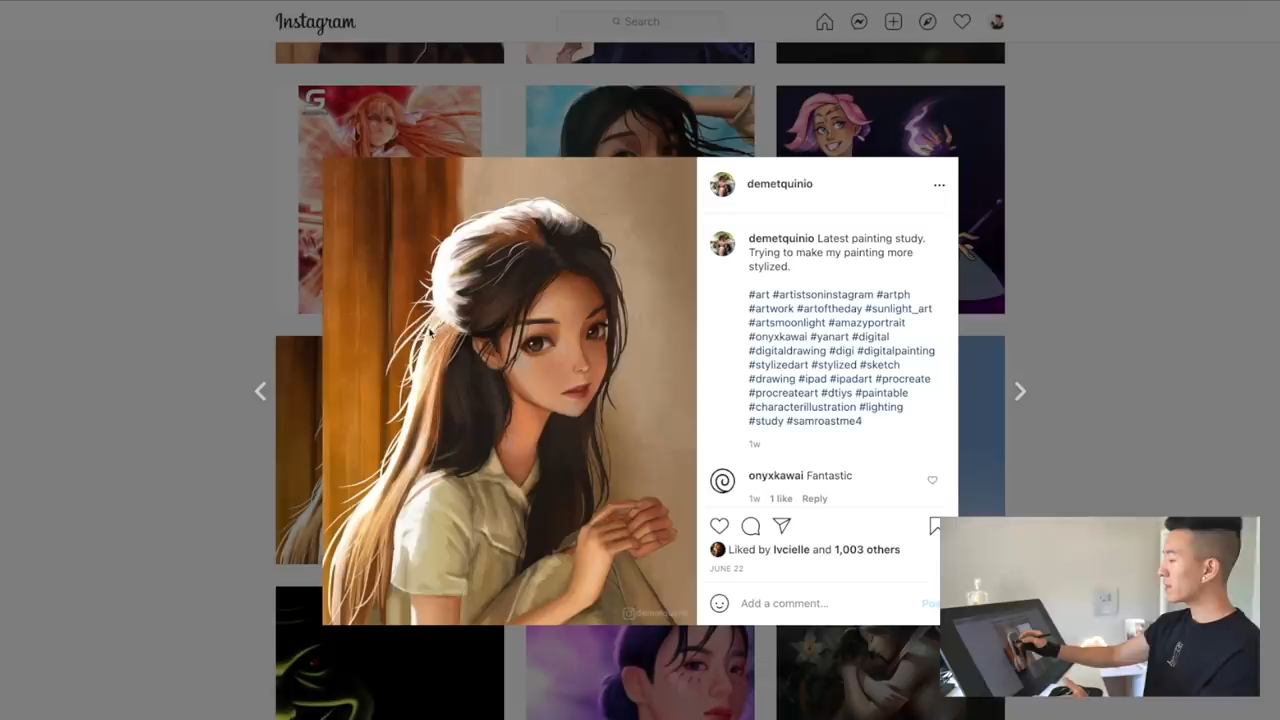 Instagram
Search
demetquinio
demetquinio Latest painting study.
Trying to make my painting more
stylized.
#art #artistsoninstagram #artph
#artwork #artoftheday #sunlight_art
#artsmoonlight #amazyportrait
#onyxkawai #yanart #digital
#digitaldrawing #digi #digitalpainting
#stylizedart #stylized #sketch
#drawing #ipad #ipadart #procreate
#procreateart #dtiys #paintable
#characterillustration #lighting
#study #samroastme4
1w
onyxkawai Fantastic
1w 1 like Reply
Liked by lvcielle and 1,003 others
JUNE 22
Add a comment...
demetquinio